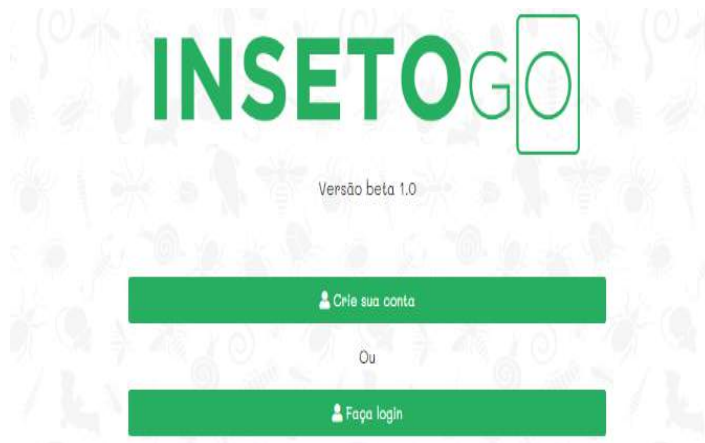 INSETOGO
Versão beta 1.0
Crie sua conta
Ou
Faça login